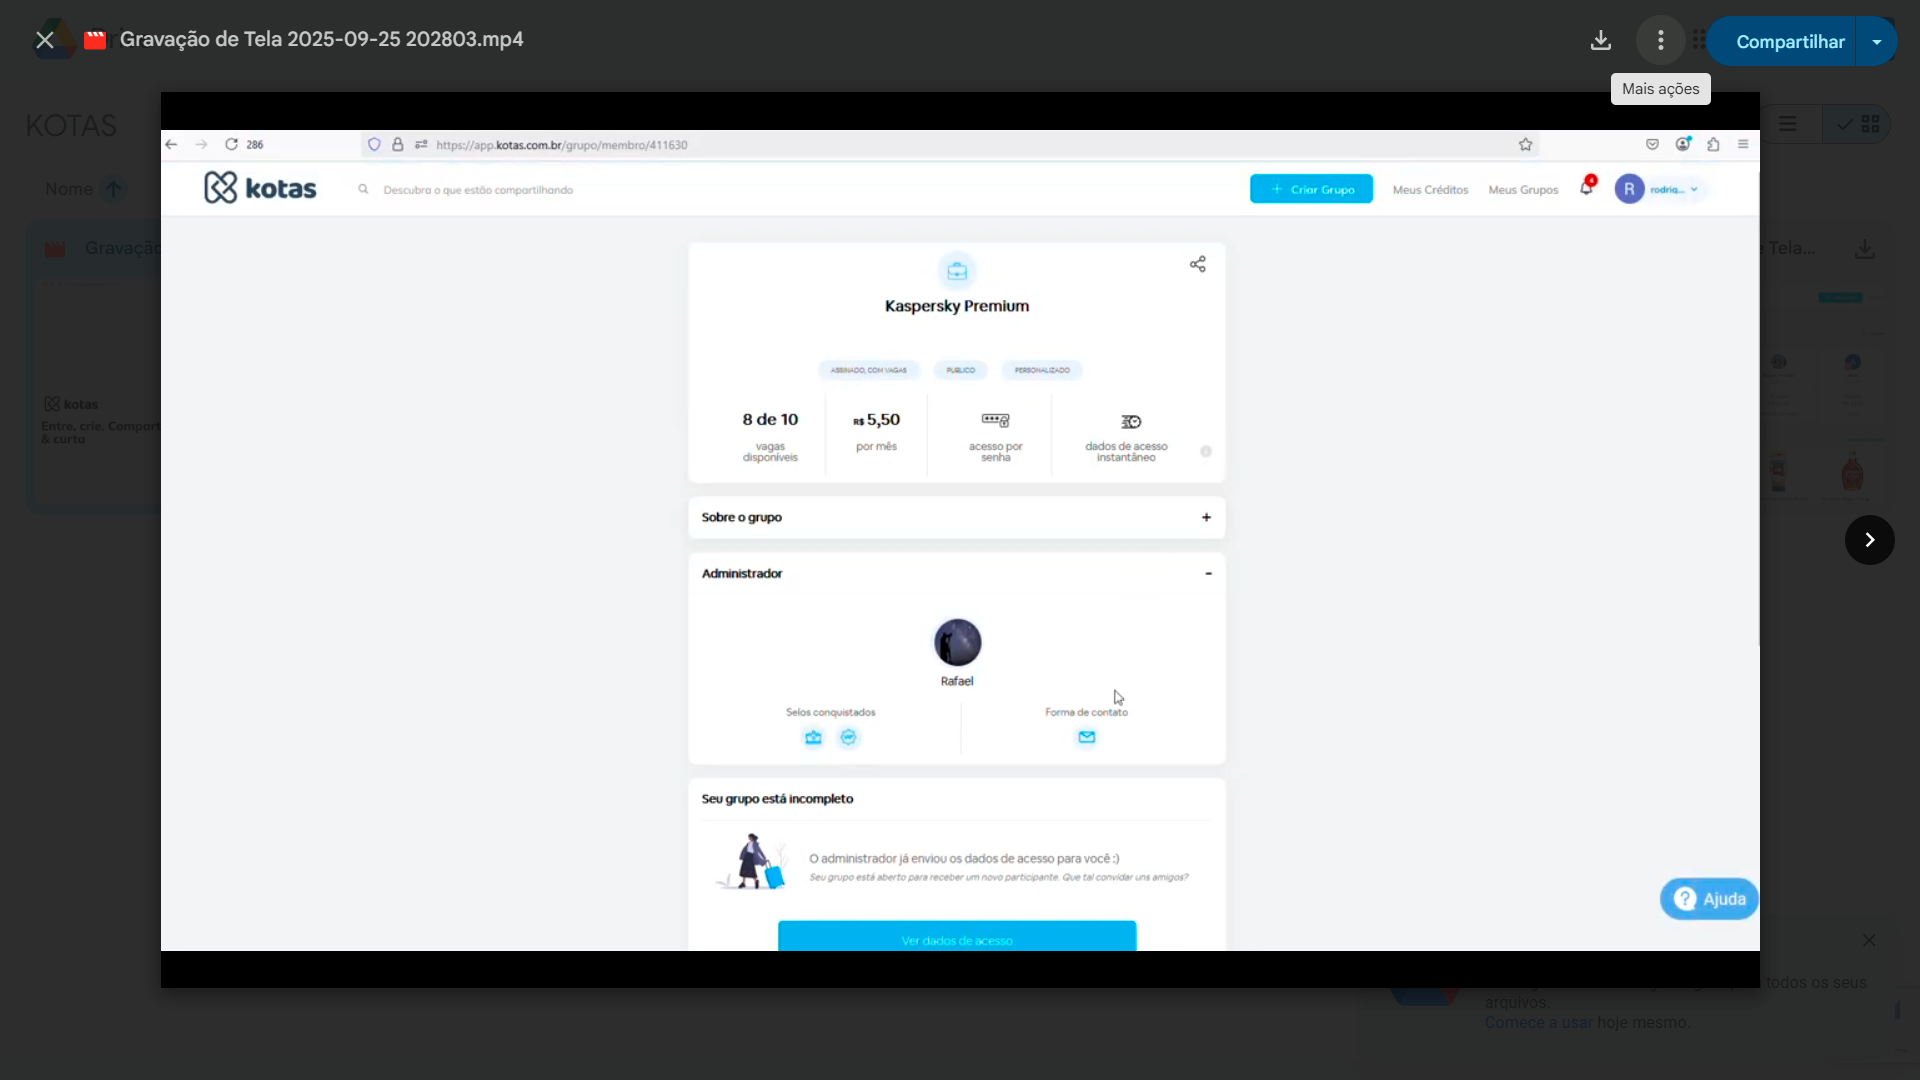 Gravação de Tela 2025-09-25 202803.mp4
Compartilhar
Mais ações
KOTAS
Nome
Gravação
Tela...
kotas
Entre, crie. Compart
& curta
286
https://app.kotas.com.br/grupo/membro/411630
kotas
Descubra o que estão compartilhando
+ Criar Grupo
Meus Créditos
Meus Grupos
4
R
rodrig...
Kaspersky Premium
ASSINADO, COM VAGAS
PUBLICO
PERSONALIZADO
8 de 10
vagas
disponíveis
R$ 5,50
por mês
acesso por
senha
dados de acesso
instantâneo
Sobre o grupo
+
Administrador
-
Rafael
Selos conquistados
Forma de contato
Seu grupo está incompleto
O administrador já enviou os dados de acesso para você :)
Seu grupo está aberto para receber um novo participante. Que tal convidar uns amigos?
Ver dados de acesso
? Ajuda
todos os seus
arquivos.
Comece a usar hoje mesmo.